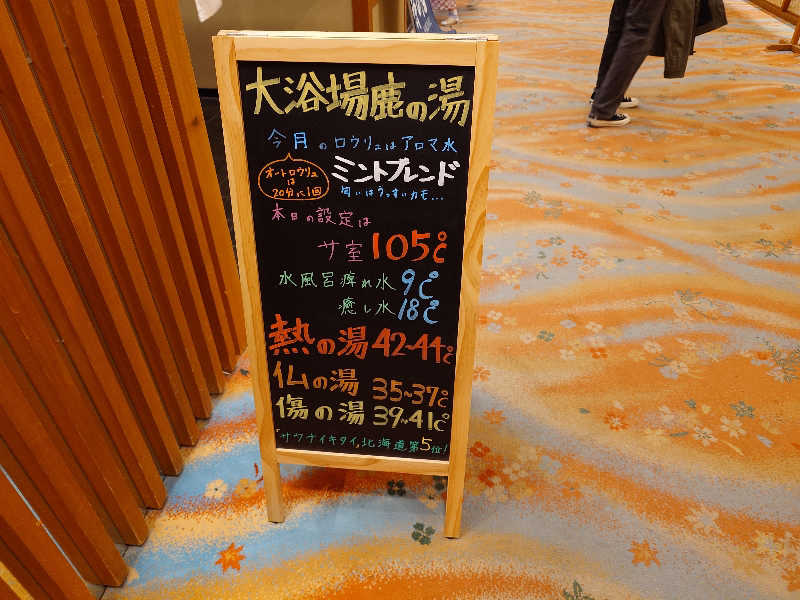 大浴場鹿の湯
今月のロウリュはアロマ水
オートロウリュ
は
20分に1回
ミントブレンド
匂いはうっすいカモ…
本日の設定は
サ室 105℃
水風呂痺れ水 9℃
癒し水 18℃
熱の湯 42~44℃
仏の湯 35~37℃
傷の湯 39~41℃
「サウナイキタイ」北海道第5位!